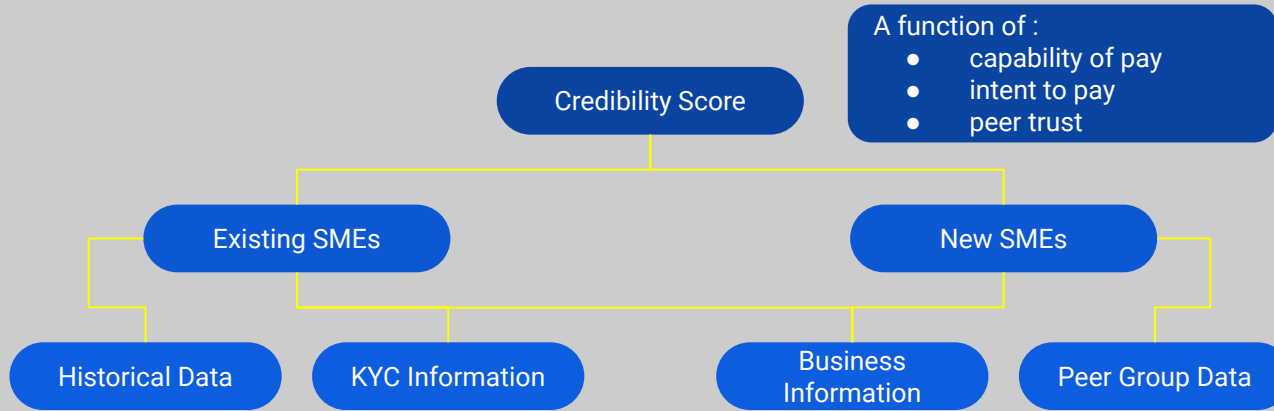 A function of :
● capability of pay
● intent to pay
● peer trust
Credibility Score
Existing SMEs
New SMEs
Historical Data
KYC Information
Business
Information
Peer Group Data